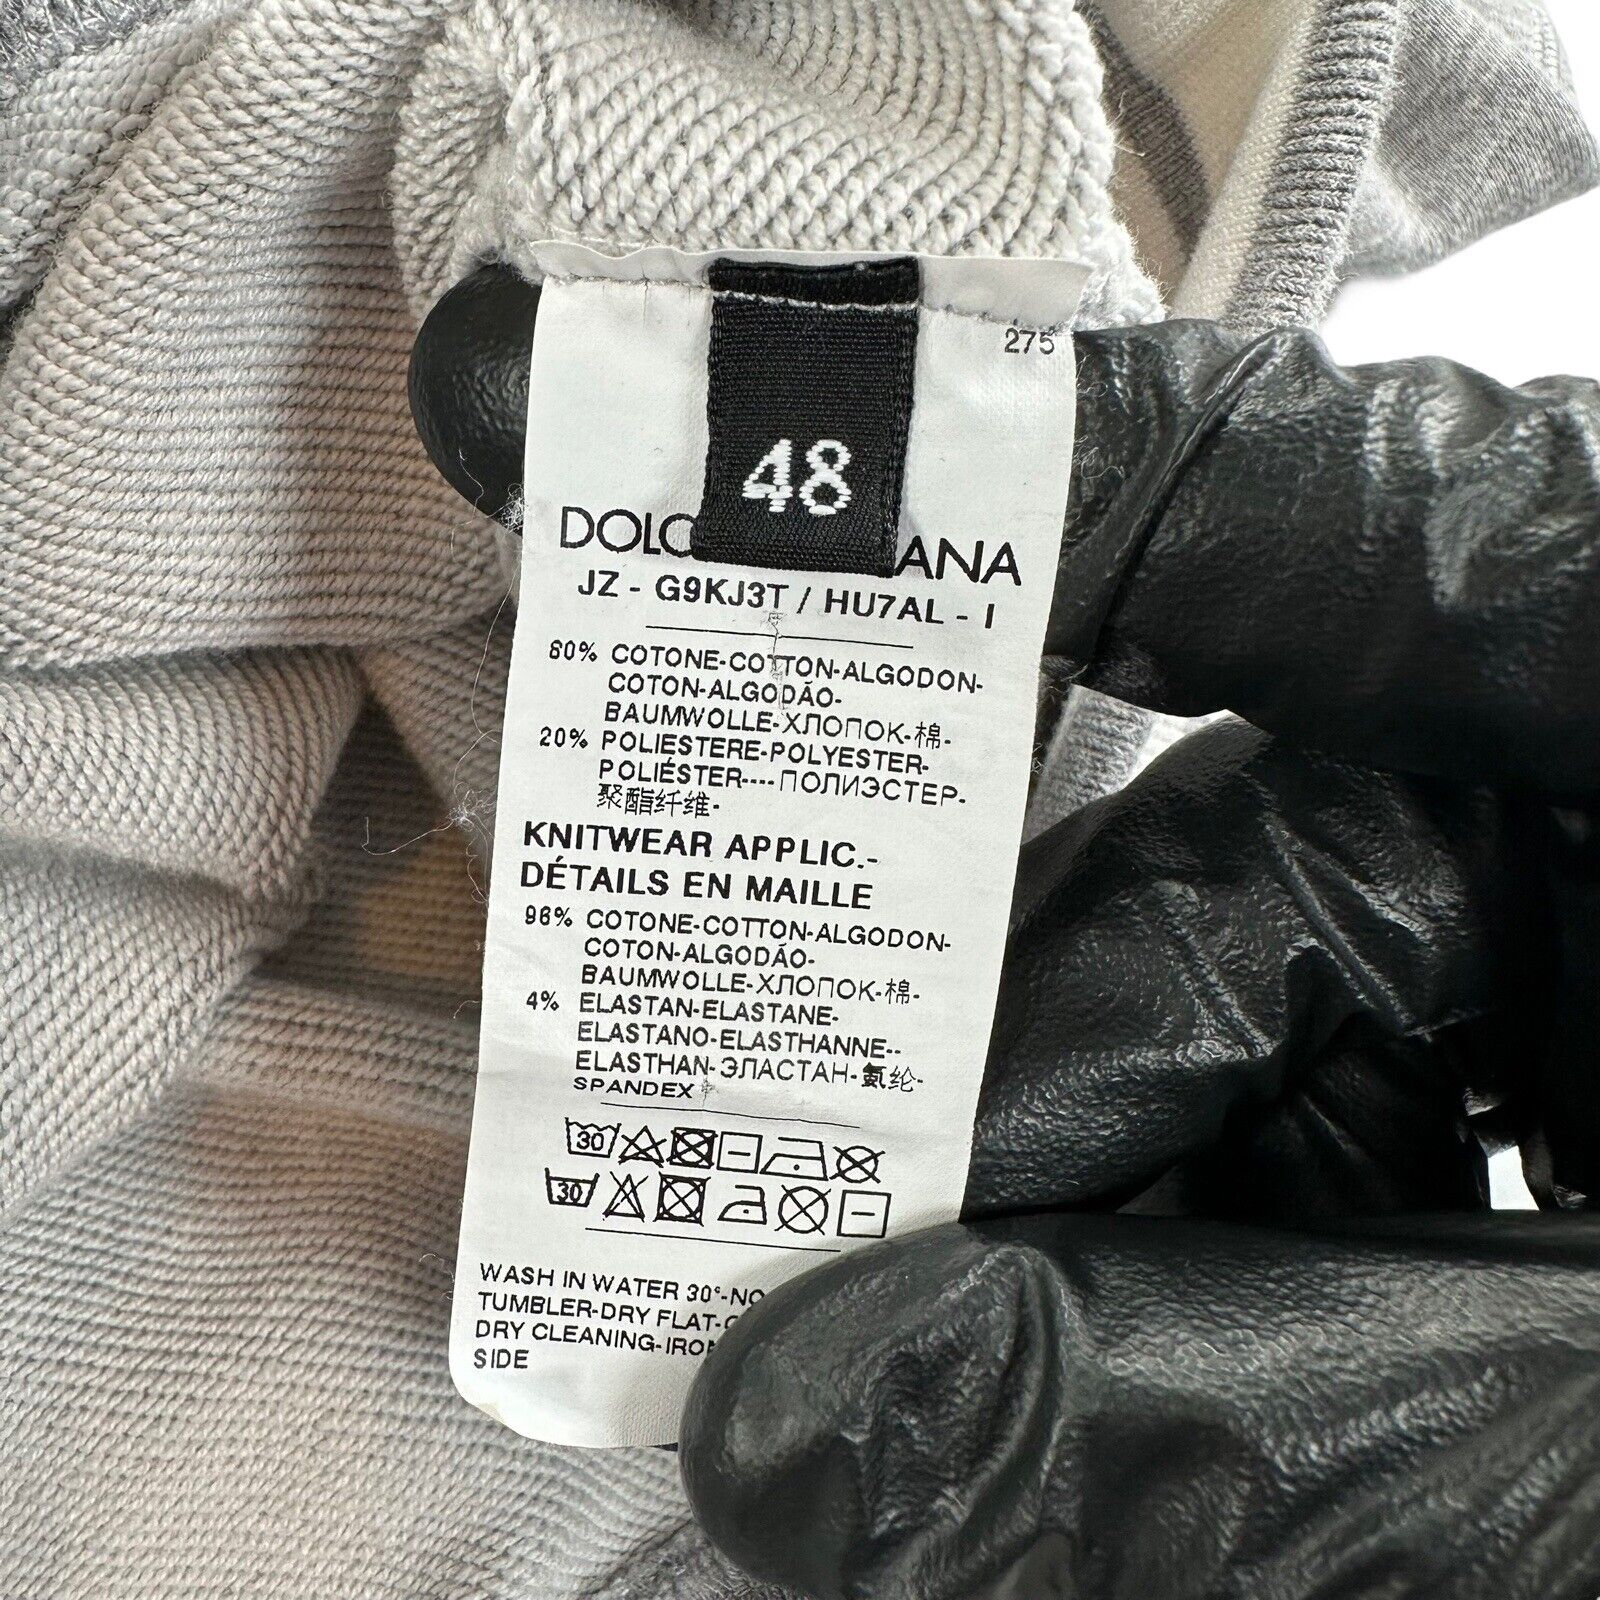 275
48
JZ - G9KJ3T / HU7AL - I
80% COTONE-COTTON-ALGODON-
COTON-ALGODÃO-
BAUMWOLLE-ХЛОПОК-棉-
20% POLIESTERE-POLYESTER-
POLIÉSTER----ПОЛИЭСТЕР-
聚酯纤维-
KNITWEAR APPLIC.-
DÉTAILS EN MAILLE
96% COTONE-COTTON-ALGODON-
COTON-ALGODÃO-
BAUMWOLLE-ХЛОПОК-棉-
4% ELASTAN-ELASTANE-
ELASTANO-ELASTHANNE--
ELASTHAN-ЭЛАСТАН-氨纶-
SPANDEX
30
30
WASH IN WATER 30°-NO
TUMBLER-DRY FLAT-
DRY CLEANING-
SIDE